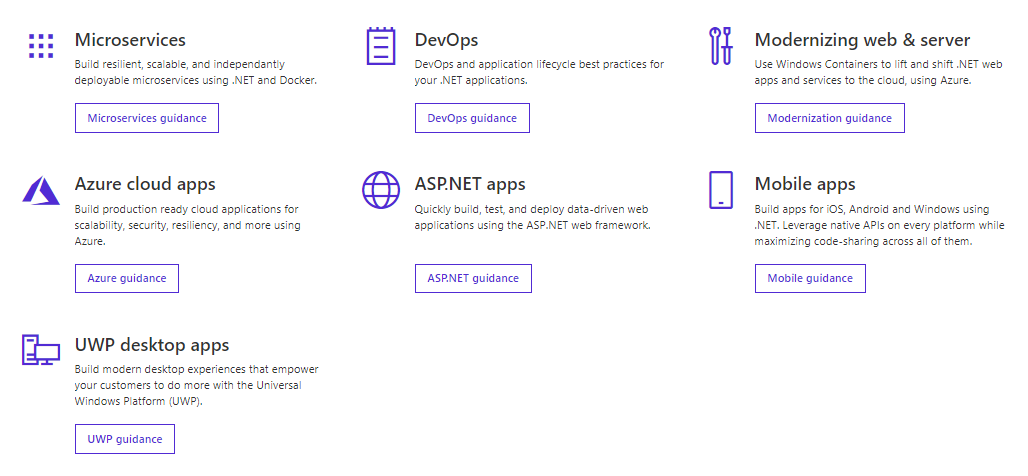 Microservices
Build resilient, scalable, and independantly
deployable microservices using .NET and Docker.
Microservices guidance
DevOps
DevOps and application lifecycle best practices for
your .NET applications.
DevOps guidance
Modernizing web & server
Use Windows Containers to lift and shift .NET web
apps and services to the cloud, using Azure.
Modernization guidance
Azure cloud apps
Build production ready cloud applications for
scalability, security, resiliency, and more using
Azure.
Azure guidance
ASP.NET apps
Quickly build, test, and deploy data-driven web
applications using the ASP.NET web framework.
ASP.NET guidance
Mobile apps
Build apps for iOS, Android and Windows using
.NET. Leverage native APIs on every platform while
maximizing code-sharing across all of them.
Mobile guidance
UWP desktop apps
Build modern desktop experiences that empower
your customers to do more with the Universal
Windows Platform (UWP).
UWP guidance